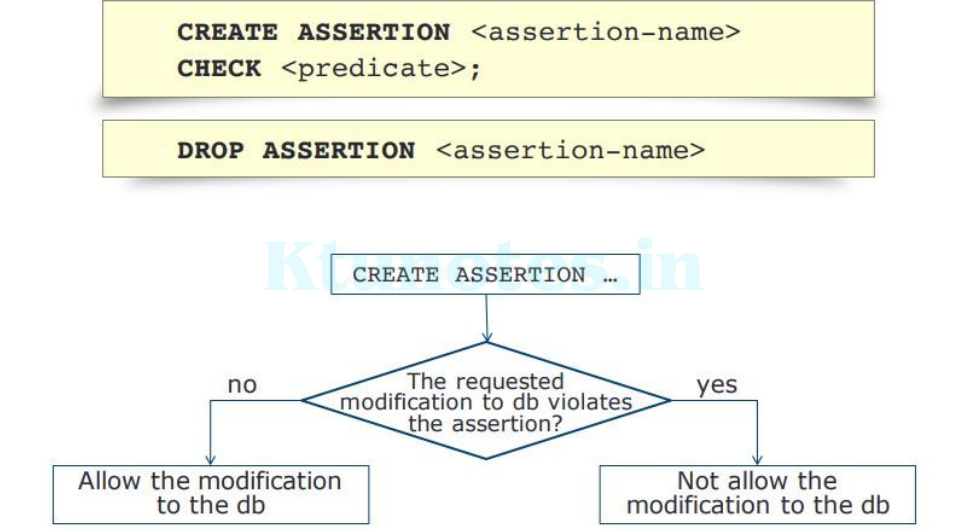 CREATE ASSERTION <assertion-name>
CHECK <predicate>;
DROP ASSERTION <assertion-name>
Ktunotes.in
CREATE ASSERTION …
The requested
modification to db violates
the assertion?
no
yes
Allow the modification
to the db
Not allow the
modification to the db